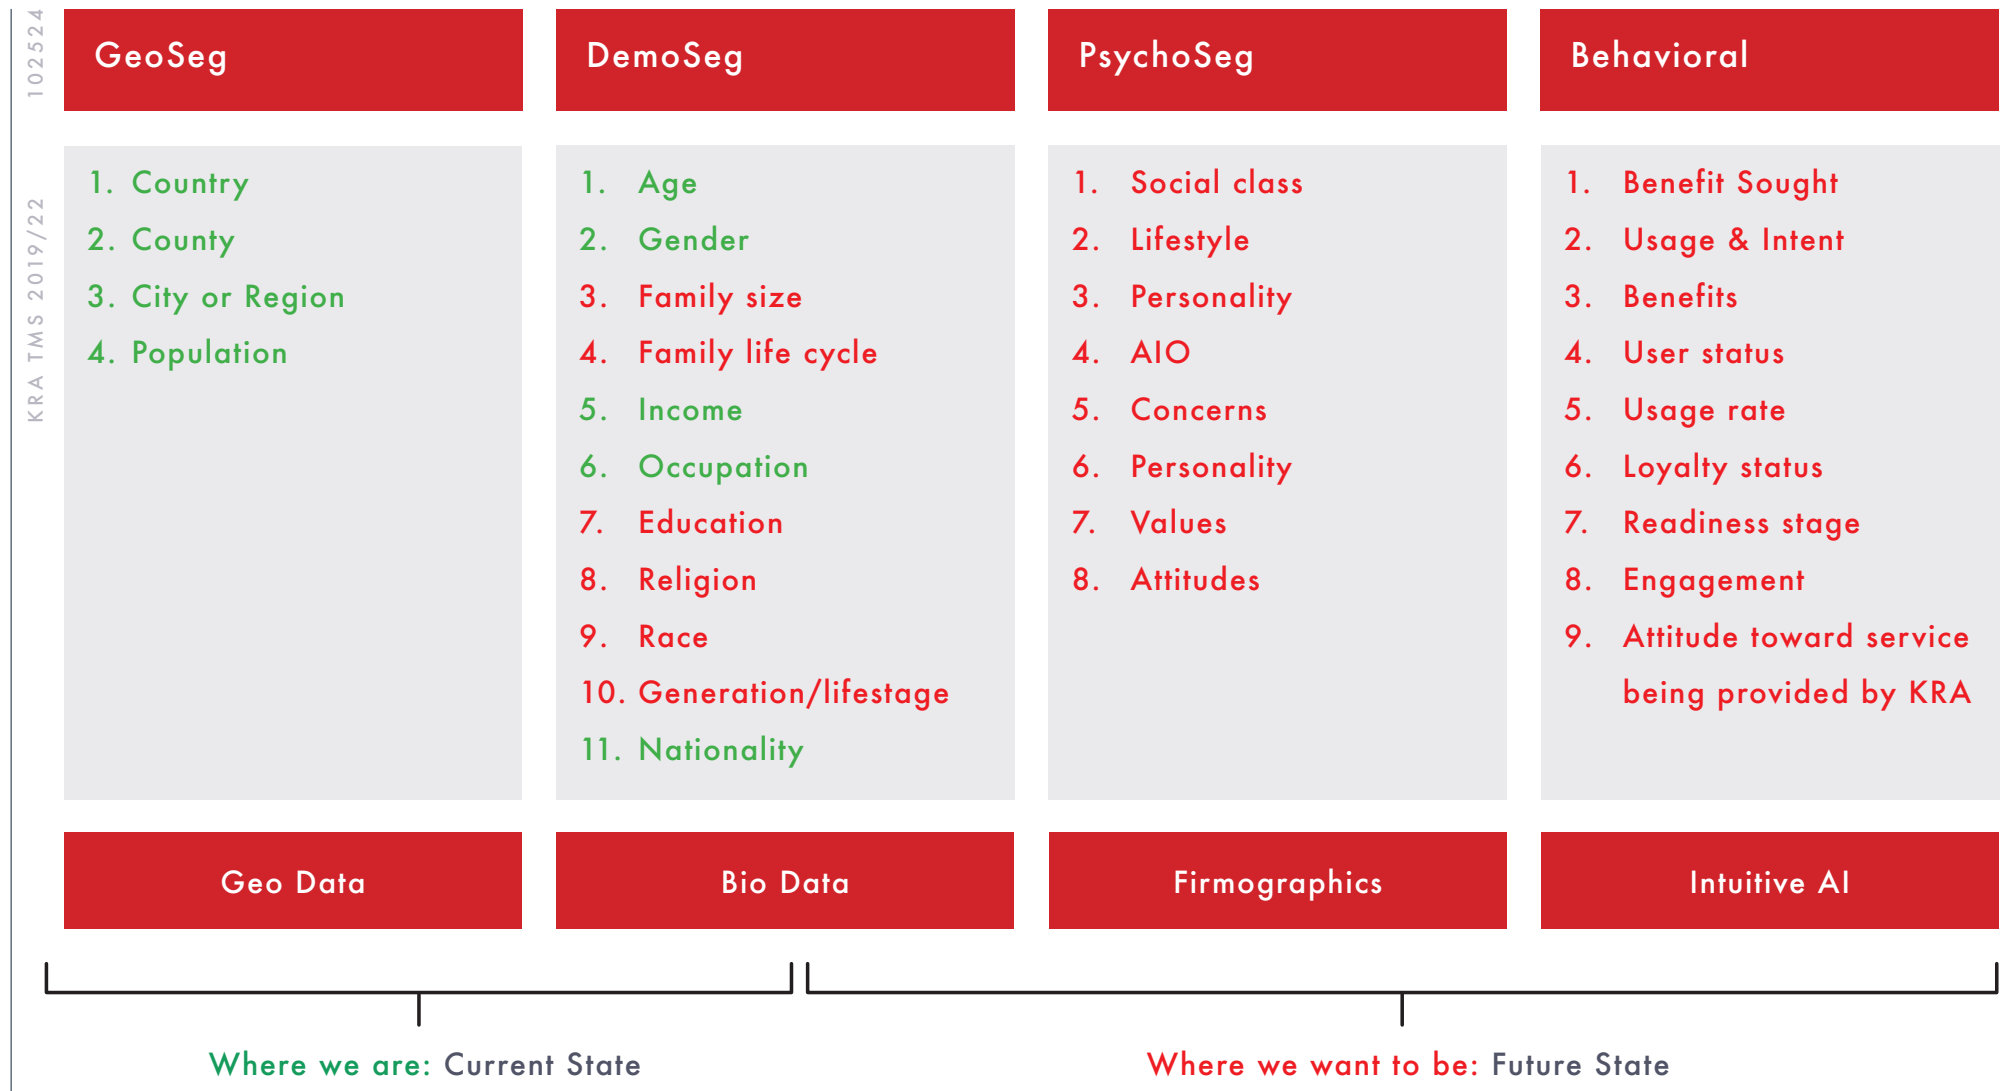 102524
KRA TMS 2019/22
GeoSeg
1. Country
2. County
3. City or Region
4. Population
Geo Data
DemoSeg
1. Age
2. Gender
3. Family size
4. Family life cycle
5. Income
6. Occupation
7. Education
8. Religion
9. Race
10. Generation/lifestage
11. Nationality
Bio Data
PsychoSeg
1. Social class
2. Lifestyle
3. Personality
4. AIO
5. Concerns
6. Personality
7. Values
8. Attitudes
Firmographics
Behavioral
1. Benefit Sought
2. Usage & Intent
3. Benefits
4. User status
5. Usage rate
6. Loyalty status
7. Readiness stage
8. Engagement
9. Attitude toward service
being provided by KRA
Intuitive AI
Where we are: Current State
Where we want to be: Future State